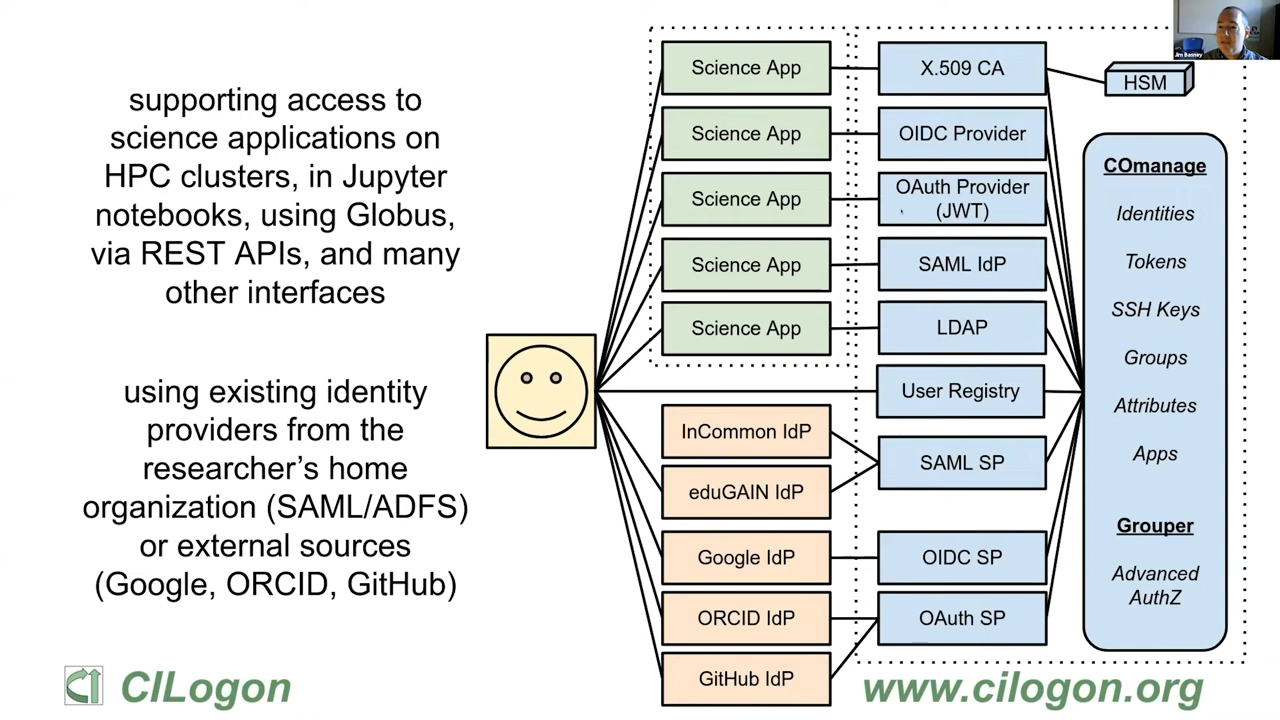 supporting access to
science applications on
HPC clusters, in Jupyter
notebooks, using Globus,
via REST APIs, and many
other interfaces
using existing identity
providers from the
researcher's home
organization (SAML/ADFS)
or external sources
(Google, ORCID, GitHub)
Science App
Science App
Science App
Science App
Science App
InCommon IdP
eduGAIN IdP
Google IdP
ORCID IdP
GitHub IdP
X.509 CA
OIDC Provider
OAuth Provider
(JWT)
SAML IdP
LDAP
User Registry
SAML SP
OIDC SP
OAuth SP
HSM
COmanage
Identities
Tokens
SSH Keys
Groups
Attributes
Apps
Grouper
Advanced
AuthZ
Jim Basney
CILogon
www.cilogon.org